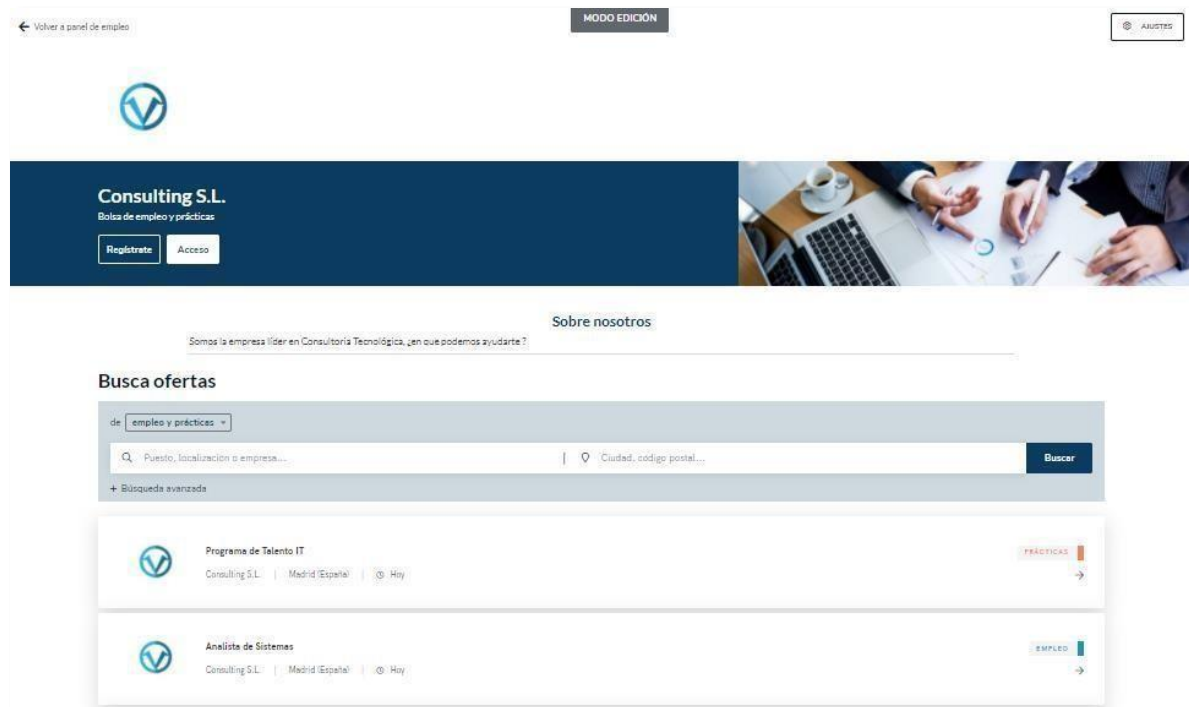 Volver a panel de empleo
MODO EDICIÓN
AJUSTES
Consulting S.L.
Bolsa de empleo y prácticas
Regístrate
Acceso
Sobre nosotros
Somos la empresa líder en Consultoría Tecnológica, ¿en que podemos ayudarte ?
Busca ofertas
de empleo y prácticas
Puesto, localización o empresa...
Ciudad, código postal...
Buscar
+ Búsqueda avanzada
Programa de Talento IT
PRÁCTICAS
Consulting S.L. | Madrid (España) | Hoy
Analista de Sistemas
EMPLEO
Consulting S.L. | Madrid (España) | Hoy